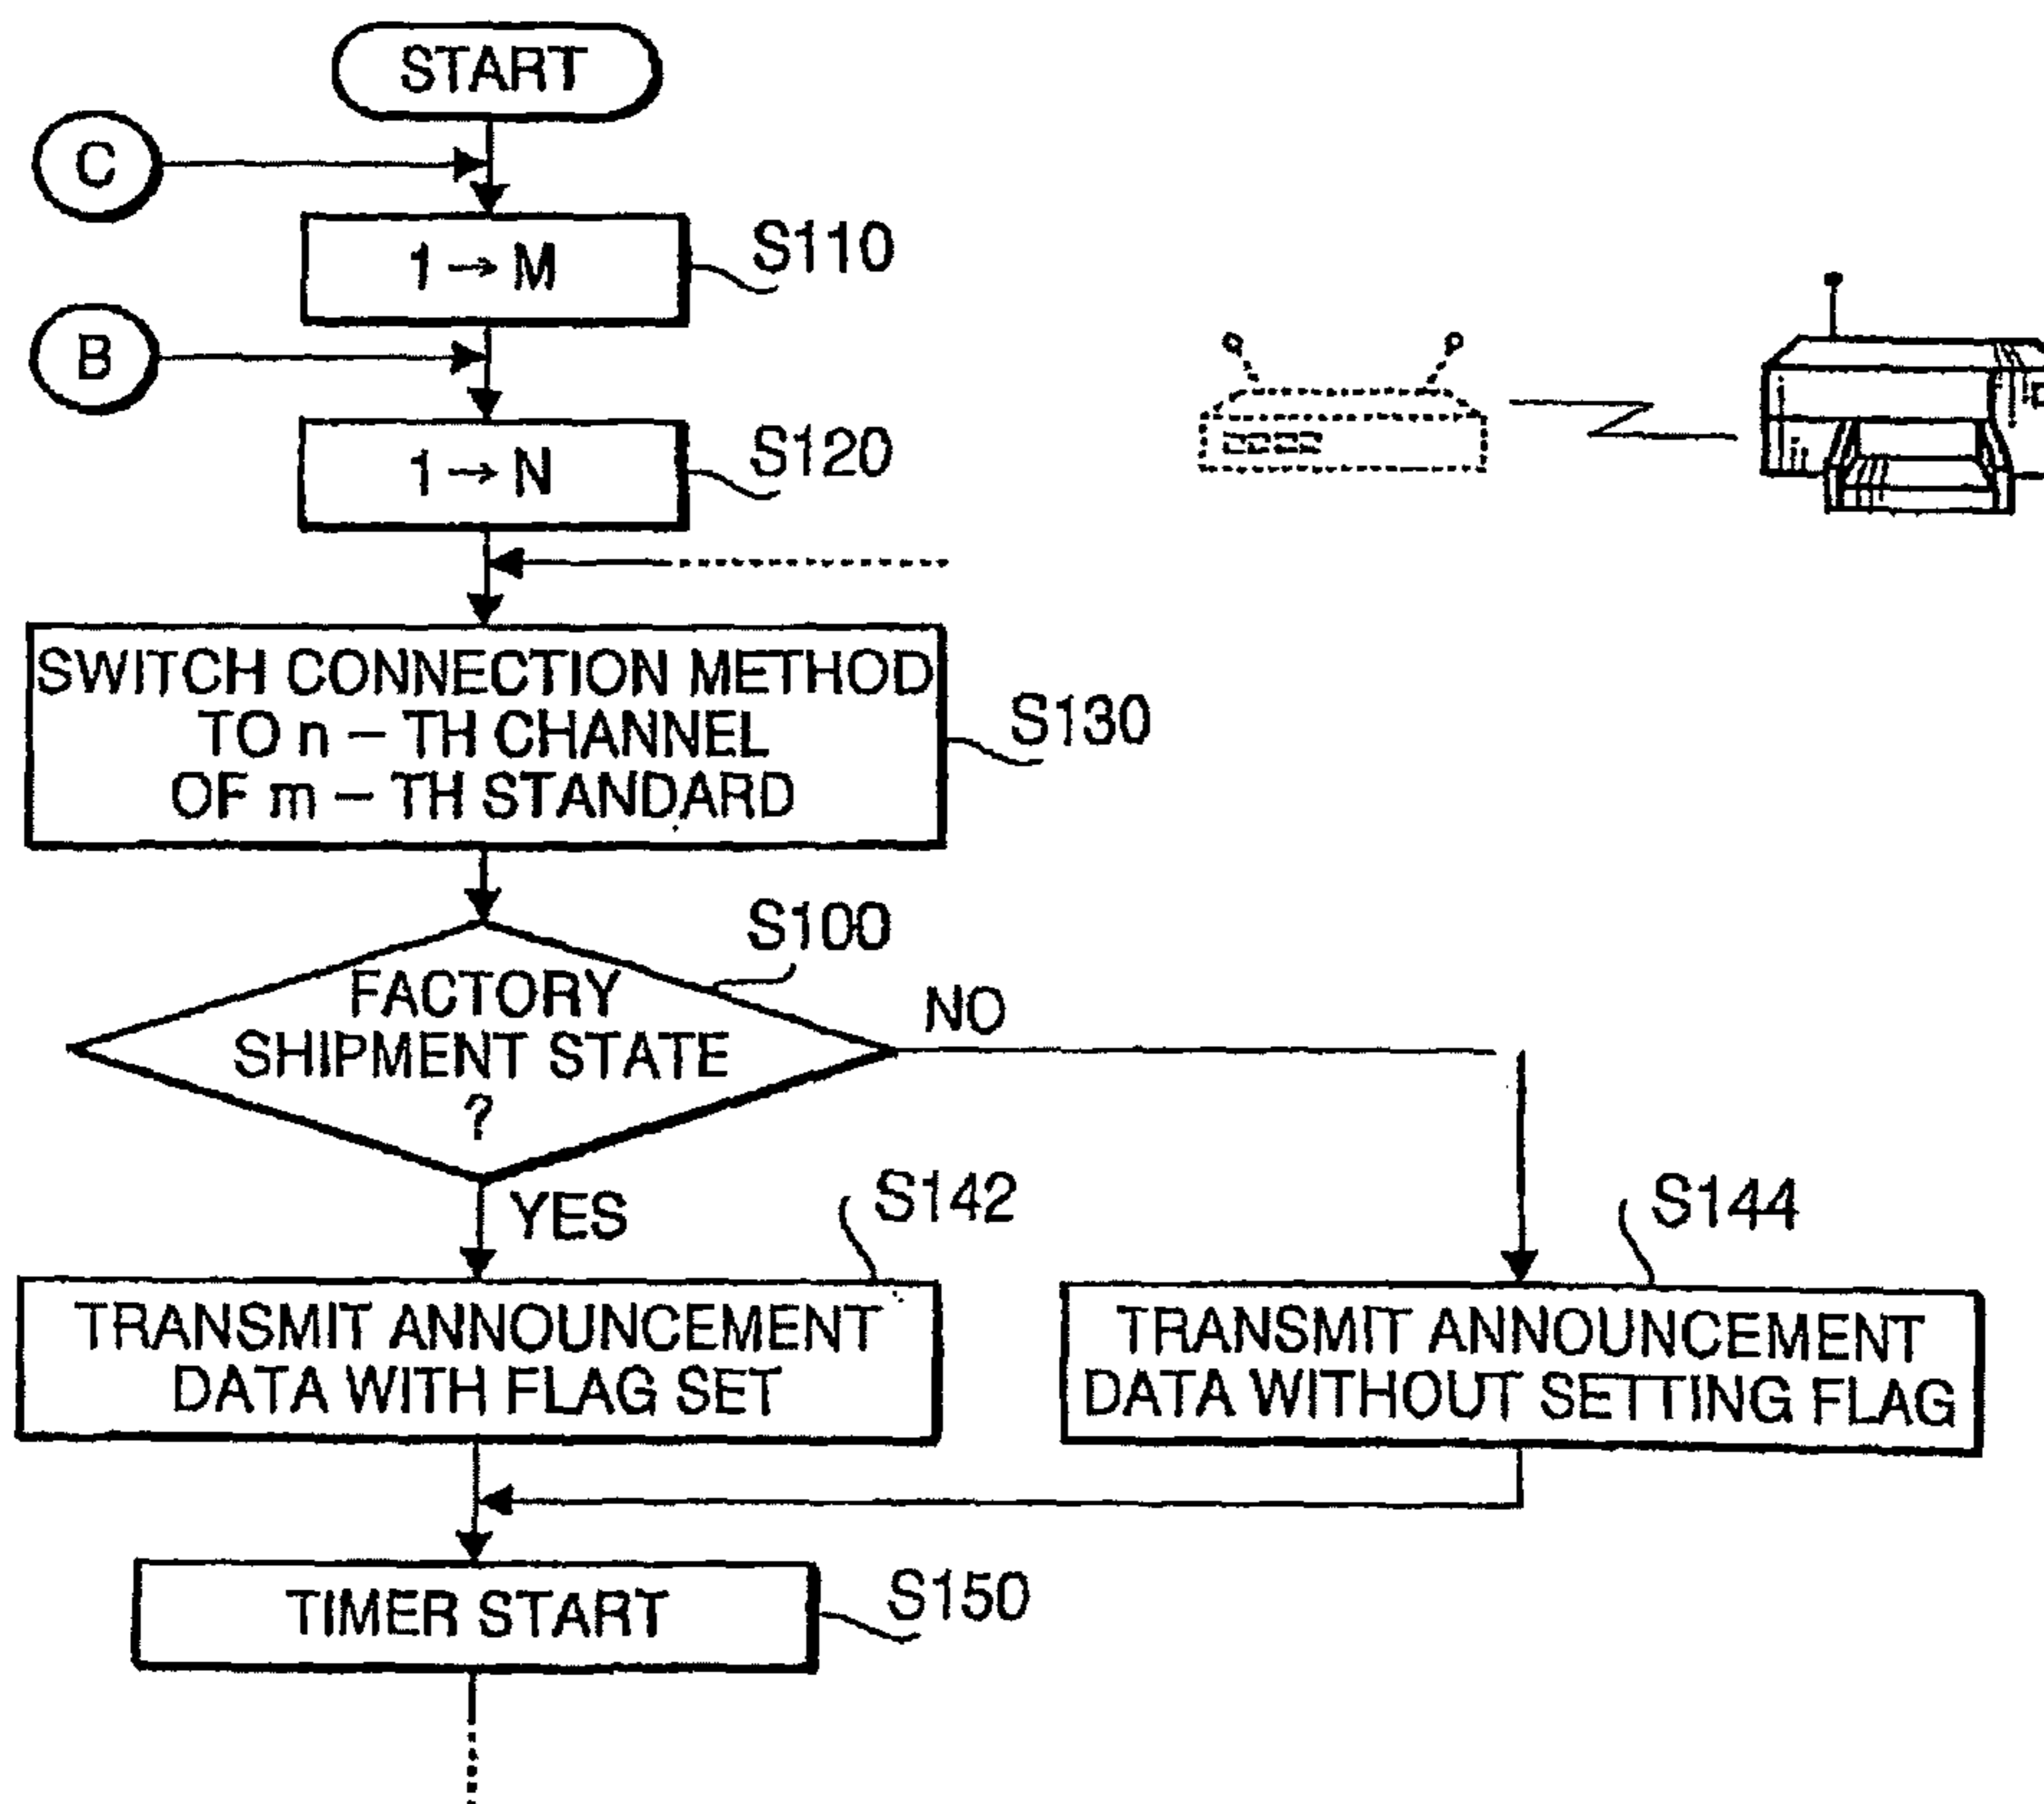 START
C
1 → M
S110
B
1 → N
S120
SWITCH CONNECTION METHOD
TO n – TH CHANNEL
OF m – TH STANDARD
S130
S100
FACTORY
SHIPMENT STATE
?
NO
YES
S142
S144
TRANSMIT ANNOUNCEMENT
DATA WITH FLAG SET
TRANSMIT ANNOUNCEMENT
DATA WITHOUT SETTING FLAG
TIMER START
S150